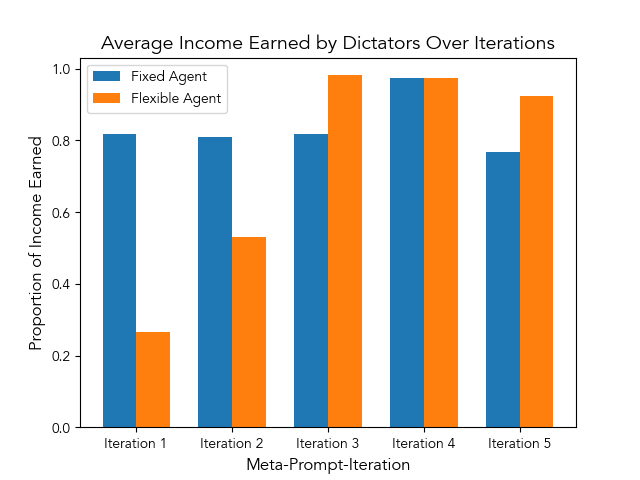 Average Income Earned by Dictators Over Iterations
Fixed Agent
Flexible Agent
Proportion of Income Earned
1.0
0.8
0.6
0.4
0.2
0.0
Iteration 1 Iteration 2 Iteration 3 Iteration 4 Iteration 5
Meta-Prompt-Iteration